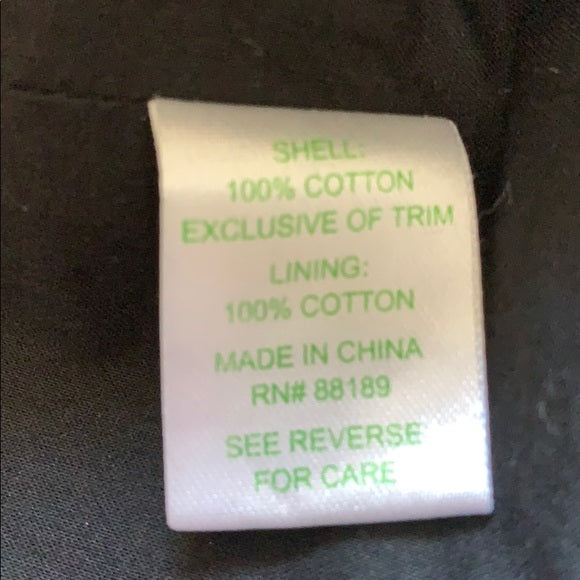 SHELL:
100% COTTON
EXCLUSIVE OF TRIM
LINING:
100% COTTON
MADE IN CHINA
RN# 88189
SEE REVERSE
FOR CARE